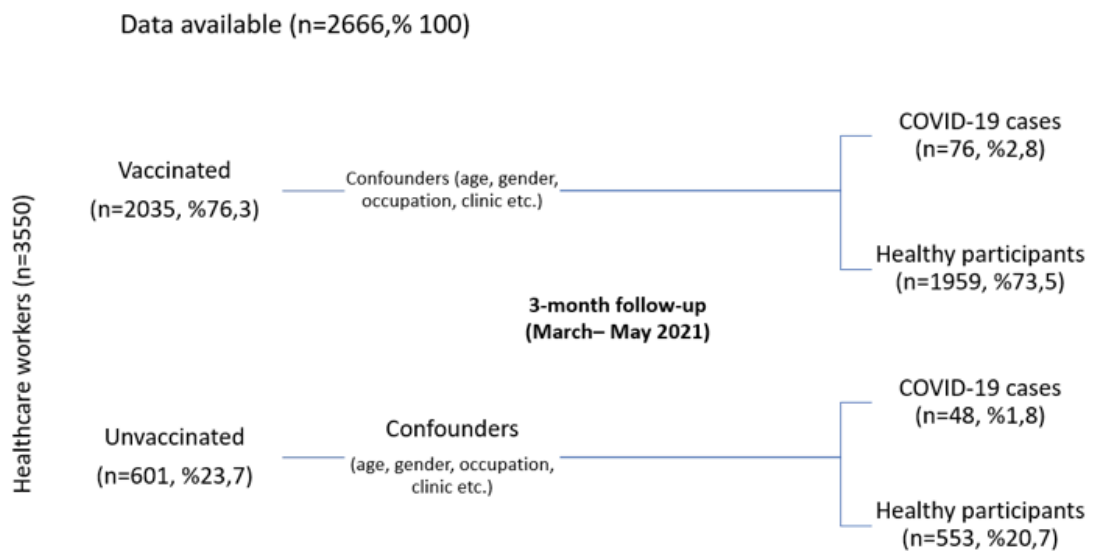 Data available (n=2666,% 100)
Healthcare workers (n=3550)
Vaccinated
(n=2035, %76,3)
Confounders (age, gender,
occupation, clinic etc.)
COVID-19 cases
(n=76, %2,8)
Healthy participants
(n=1959, %73,5)
3-month follow-up
(March– May 2021)
Unvaccinated
(n=601, %23,7)
Confounders
(age, gender, occupation,
clinic etc.)
COVID-19 cases
(n=48, %1,8)
Healthy participants
(n=553, %20,7)